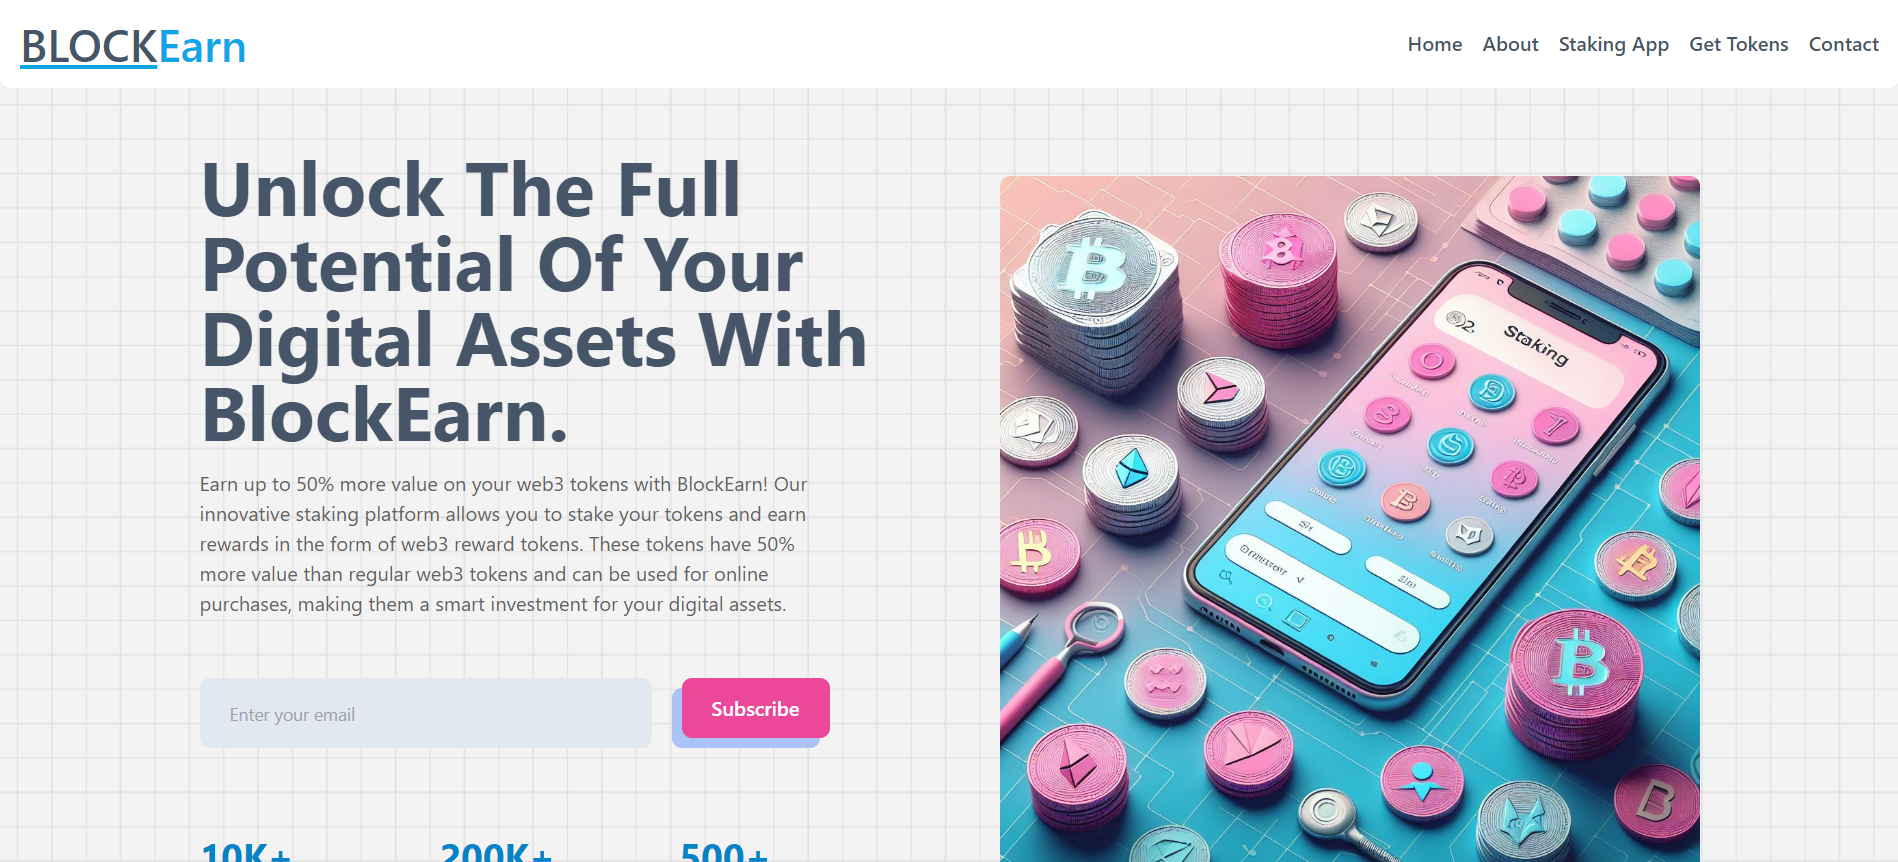 BLOCKEarn
Home About Staking App Get Tokens Contact
Unlock The Full
Potential Of Your
Digital Assets With
BlockEarn.
Earn up to 50% more value on your web3 tokens with BlockEarn! Our
innovative staking platform allows you to stake your tokens and earn
rewards in the form of web3 reward tokens. These tokens have 50%
more value than regular web3 tokens and can be used for online
purchases, making them a smart investment for your digital assets.
Enter your email
Subscribe
10K+ 200K+ 500+
Staking